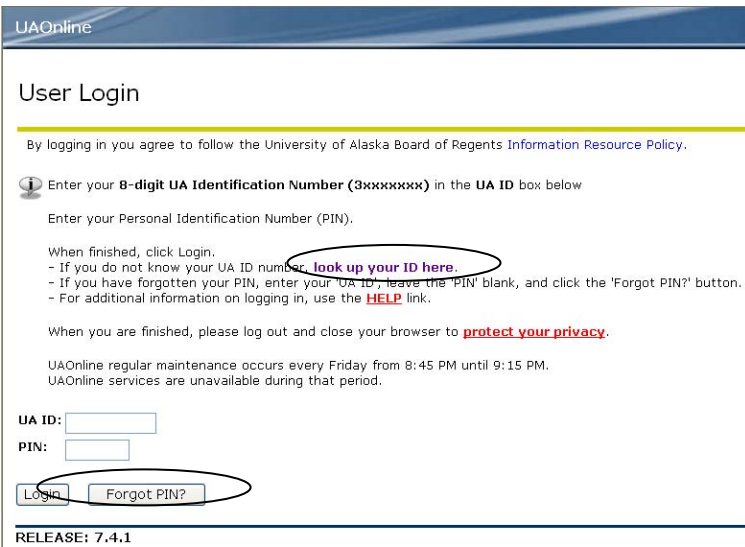 UAOnline
User Login
By logging in you agree to follow the University of Alaska Board of Regents Information Resource Policy.
Enter your 8-digit UA Identification Number (3xxxxxxx) in the UA ID box below
Enter your Personal Identification Number (PIN).
When finished, click Login.
- If you do not know your UA ID number, look up your ID here.
- If you have forgotten your PIN, enter your 'UA ID', leave the 'PIN' blank, and click the 'Forgot PIN?' button.
- For additional information on logging in, use the HELP link.
When you are finished, please log out and close your browser to protect your privacy.
UAOnline regular maintenance occurs every Friday from 8:45 PM until 9:15 PM.
UAOnline services are unavailable during that period.
UA ID:
PIN:
Login Forgot PIN?
RELEASE: 7.4.1